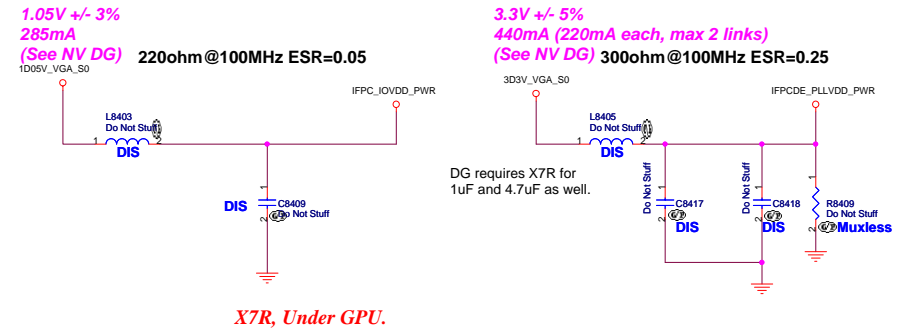 1.05V +/- 3%
285mA
(See NV DG)
220ohm@100MHz ESR=0.05
1D05V_VGA_S0
IFPC_IOVDD_PWR
L8403
Do Not Stuff
1
2
DIS
DIS
1
C8409
Do Not Stuff
2
X7R, Under GPU.
3.3V +/- 5%
440mA (220mA each, max 2 links)
(See NV DG)
300ohm@100MHz ESR=0.25
3D3V_VGA_S0
IFPCDE_PLLVDD_PWR
L8405
Do Not Stuff
1
2
DIS
DG requires X7R for
1uF and 4.7uF as well.
Do Not Stuff
1
C8417
2
DIS
Do Not Stuff
1
C8418
2
DIS
1
R8409
Do Not Stuff
2
Muxless